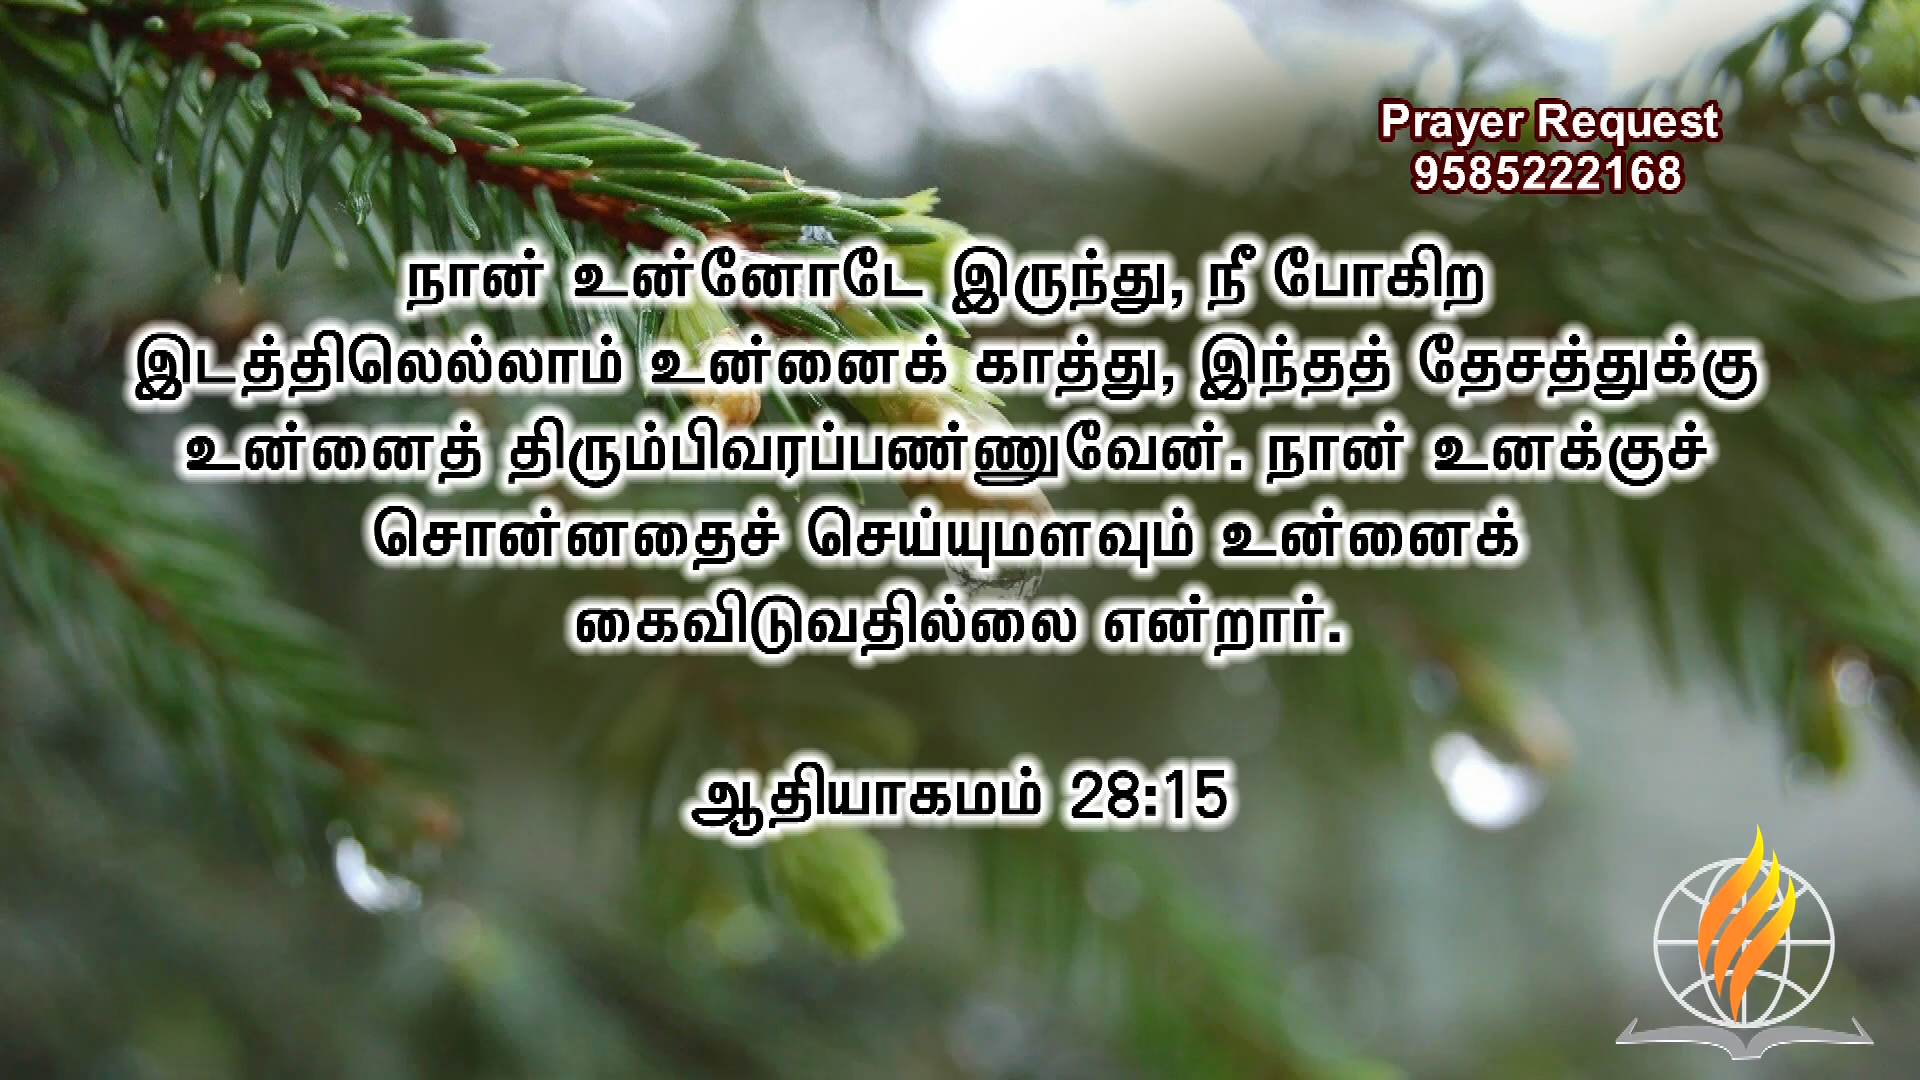 Prayer Request
9585222168
நான் உன்னோடே இருந்து, நீ போகிற
இடத்திலெல்லாம் உன்னைக் காத்து, இந்தத் தேசத்துக்கு
உன்னைத் திரும்பிவரப்பண்ணுவேன். நான் உனக்குச்
சொன்னதைச் செய்யுமளவும் உன்னைக்
கைவிடுவதில்லை என்றார்.
ஆதியாகமம் 28:15